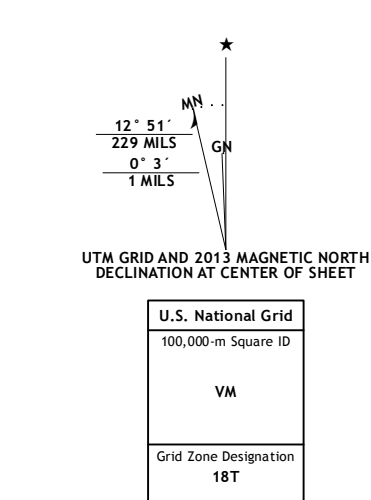 ★
MN
12° 51´
229 MILS
GN
0° 3´
1 MILS
UTM GRID AND 2013 MAGNETIC NORTH
DECLINATION AT CENTER OF SHEET
U.S. National Grid
100,000-m Square ID
VM
Grid Zone Designation
18T